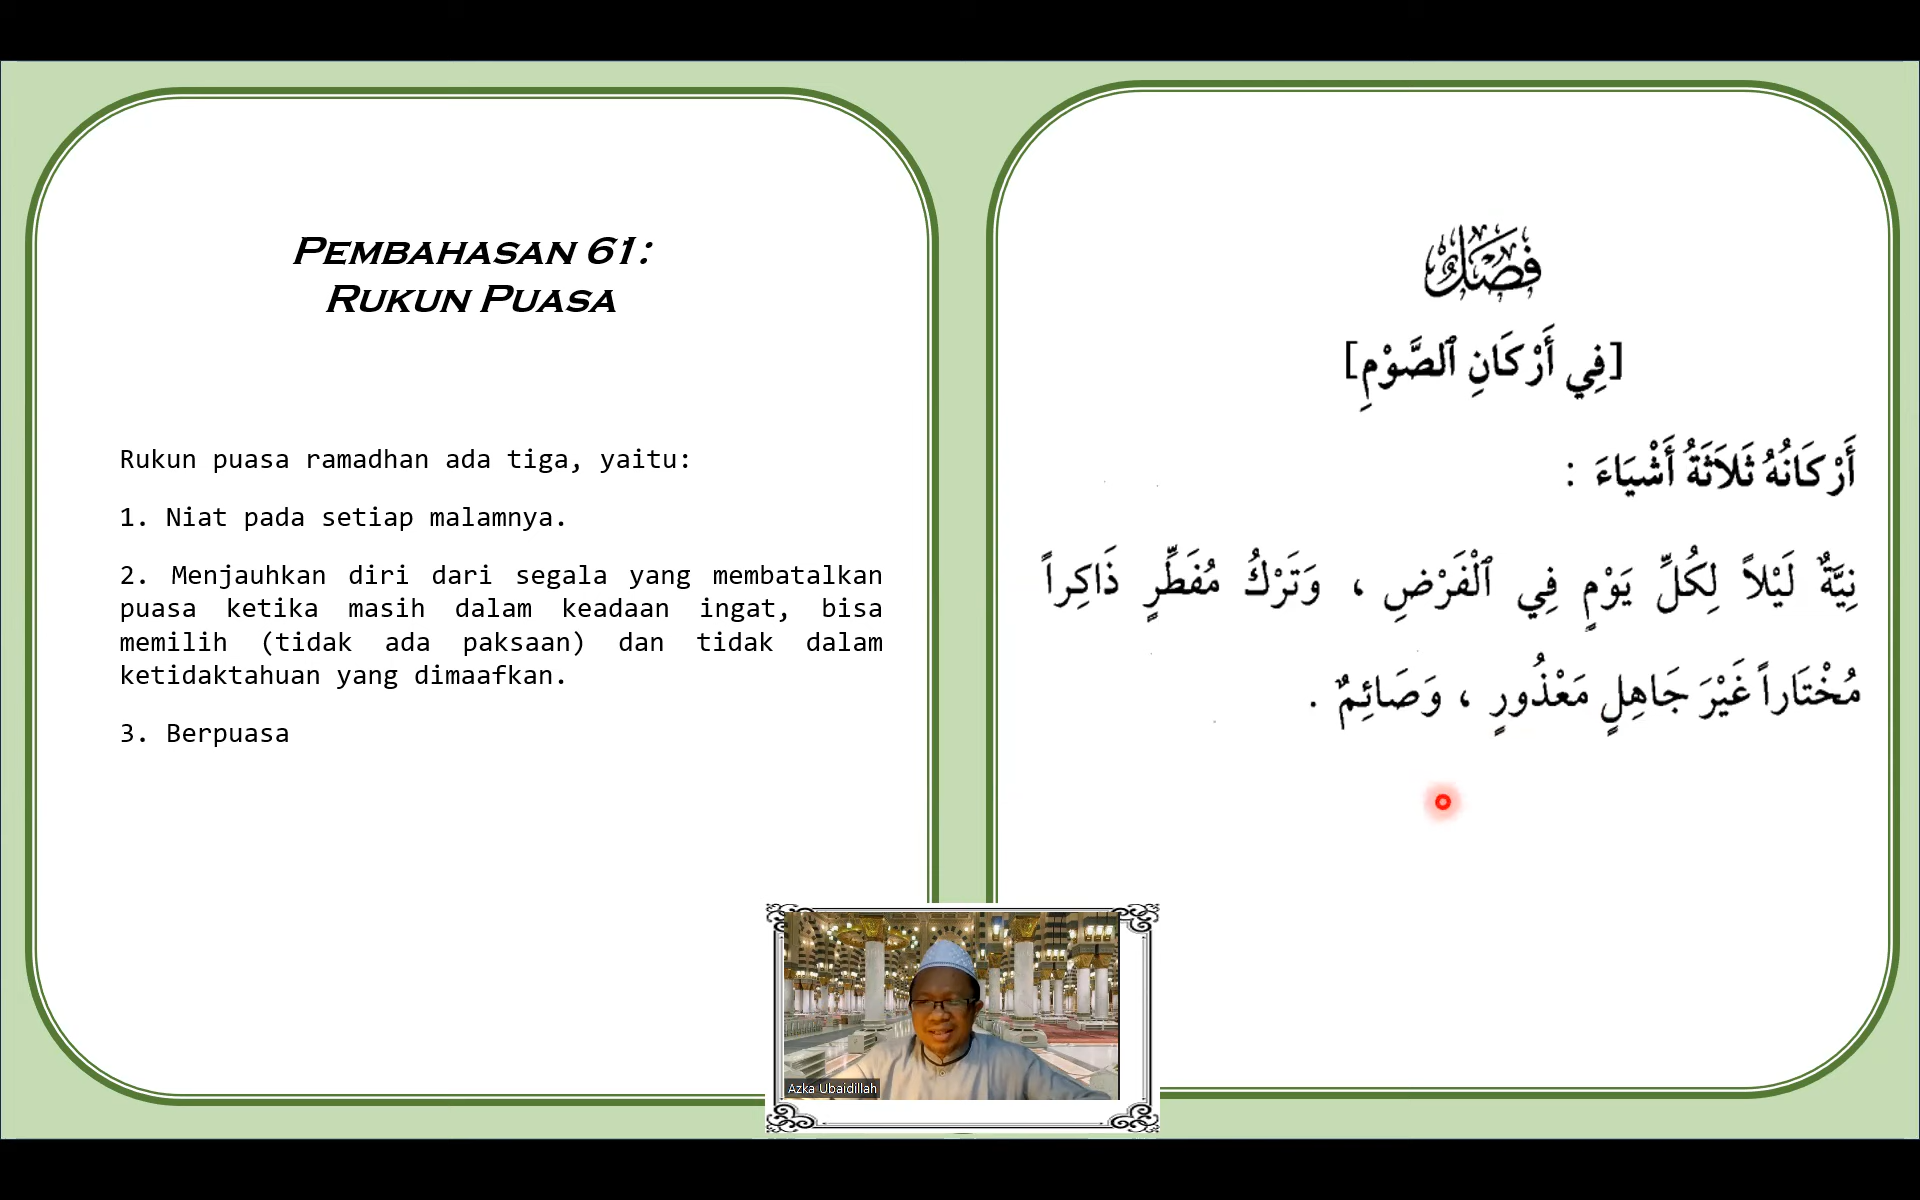 PEMBAHASAN 61:
RUKUN PUASA
Rukun puasa ramadhan ada tiga, yaitu:
1. Niat pada setiap malamnya.
2. Menjauhkan diri dari segala yang membatalkan
puasa ketika masih dalam keadaan ingat, bisa
memilih (tidak ada paksaan) dan tidak dalam
ketidaktahuan yang dimaafkan.
3. Berpuasa
فَصْلٌ
[فِي أَرْكَانِ ٱلصَّوْمِ]
أَرْكَانُهُ ثَلاَثَةُ أَشْيَاءَ :
نِيَّةٌ لَيْلاً لِكُلِّ يَوْمٍ فِي ٱلْفَرْضِ ، وَتَرْكُ مُفَطِّرٍ ذَاكِراً
مُخْتَاراً غَيْرَ جَاهِلٍ مَعْذُورٍ ، وَصَائِمٌ .
Azka Ubaidillah